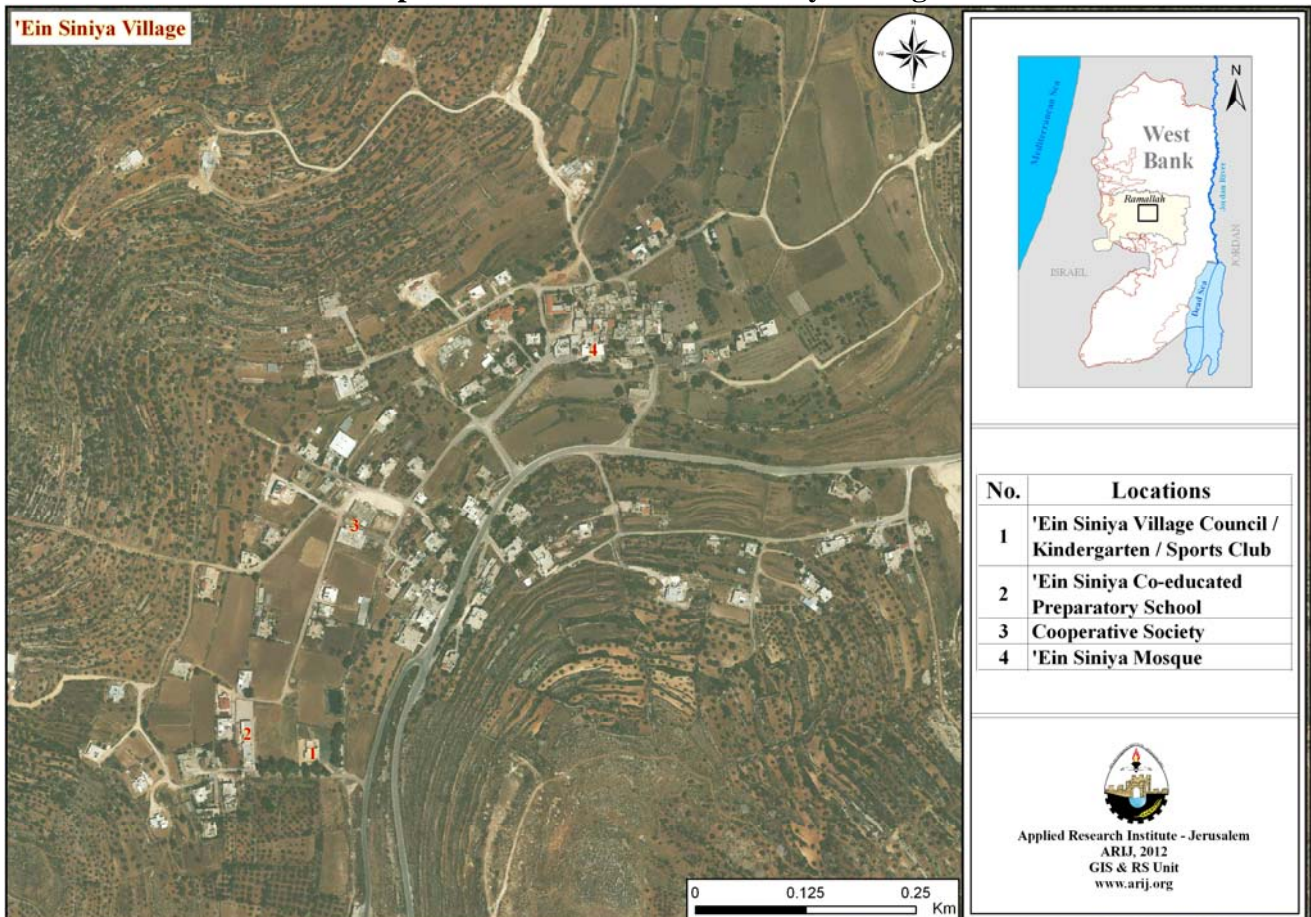 'Ein Siniya Village
N
W
E
S
4
3
2
1
0 0.125 0.25
Km
N
Mediterranean Sea
West
Bank
Jordan River
Ramallah
ISRAEL
JORDAN
Dead Sea
No. Locations
1 'Ein Siniya Village Council /
Kindergarten / Sports Club
2 'Ein Siniya Co-educated
Preparatory School
3 Cooperative Society
4 'Ein Siniya Mosque
Applied Research Institute - Jerusalem
ARIJ, 2012
GIS & RS Unit
www.arij.org